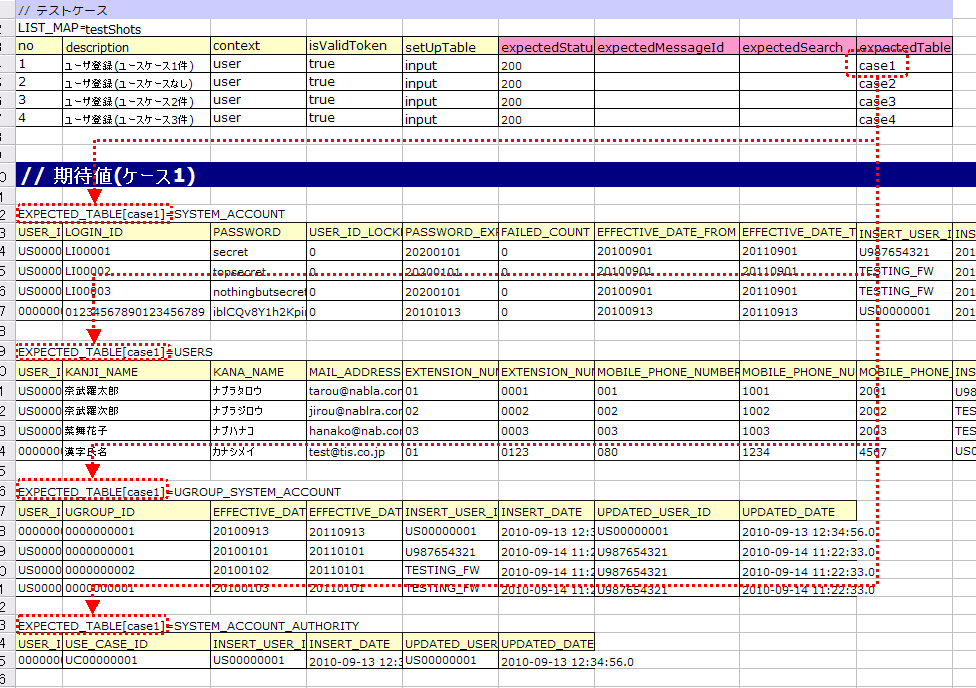 // テストケース
LIST_MAP=testShots
no description context isValidToken setUpTable expectedStatu expectedMessageId expectedSearch expectedTable
1 ユーザ登録(ユースケース1件) user true input 200 case1
2 ユーザ登録(ユースケースなし) user true input 200 case2
3 ユーザ登録(ユースケース2件) user true input 200 case3
4 ユーザ登録(ユースケース3件) user true input 200 case4
// 期待値(ケース1)
EXPECTED_TABLE[case1]=SYSTEM_ACCOUNT
USER_I LOGIN_ID PASSWORD USER_ID_LOCK PASSWORD_EXP FAILED_COUNT EFFECTIVE_DATE_FROM EFFECTIVE_DATE_T INSERT_USER_I INS
US0000 LI00001 secret 0 20200101 0 20100901 20110901 U987654321 201
US0000 LI00002 topsecret 0 20200101 0 20100901 20110901 TESTING_FW 201
US0000 LI00003 nothingbutsecret 0 20200101 0 20100901 20110901 TESTING_FW 201
000000 01234567890123456789 iblCQv8Y1h2Kpi 0 20101013 0 20100913 20110913 US00000001 201
EXPECTED_TABLE[case1]=USERS
USER_I KANJI_NAME KANA_NAME MAIL_ADDRESS EXTENSION_NUM EXTENSION_NUM MOBILE_PHONE_NUMBER MOBILE_PHONE_NU MOBILE_PHONE_ INS
US0000 奈武羅太郎 ナブラタロウ tarou@nabla.com 01 0001 001 1001 2001 U98
US0000 奈武羅次郎 ナブラジロウ jirou@nablra.com 02 0002 002 1002 2002 TES
US0000 菜舞花子 ナブハナコ hanako@nab.com 03 0003 003 1003 2003 TES
000000 漢字氏名 カナシメイ test@tis.co.jp 01 0123 080 1234 4567 US0
EXPECTED_TABLE[case1]=UGROUP_SYSTEM_ACCOUNT
USER_I UGROUP_ID EFFECTIVE_DAT EFFECTIVE_DAT INSERT_USER_I INSERT_DATE UPDATED_USER_ID UPDATED_DATE
000000 0000000001 20100913 20110913 US00000001 2010-09-13 12:3 US00000001 2010-09-13 12:34:56.0
US0000 0000000001 20100101 20110101 U987654321 2010-09-14 11:2 U987654321 2010-09-14 11:22:33.0
US0000 0000000002 20100102 20110101 TESTING_FW 2010-09-14 11:2 U987654321 2010-09-14 11:22:33.0
US0000 0000000001 20100103 20110101 TESTING_FW 2010-09-14 11:2 U987654321 2010-09-14 11:22:33.0
EXPECTED_TABLE[case1]=SYSTEM_ACCOUNT_AUTHORITY
USER_I USE_CASE_ID INSERT_USER_I INSERT_DATE UPDATED_USER UPDATED_DATE
000000 UC00000001 US00000001 2010-09-13 12:3 US00000001 2010-09-13 12:34:56.0